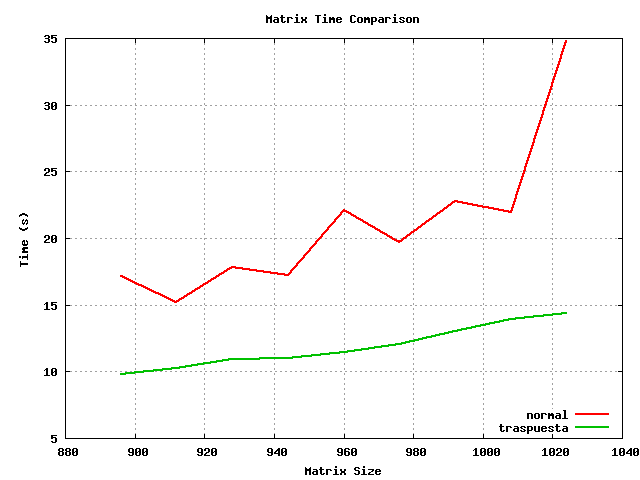 Matrix Time Comparison
35
30
25
20
15
10
5
Time (s)
normal
traspuesta
880 900 920 940 960 980 1000 1020 1040
Matrix Size